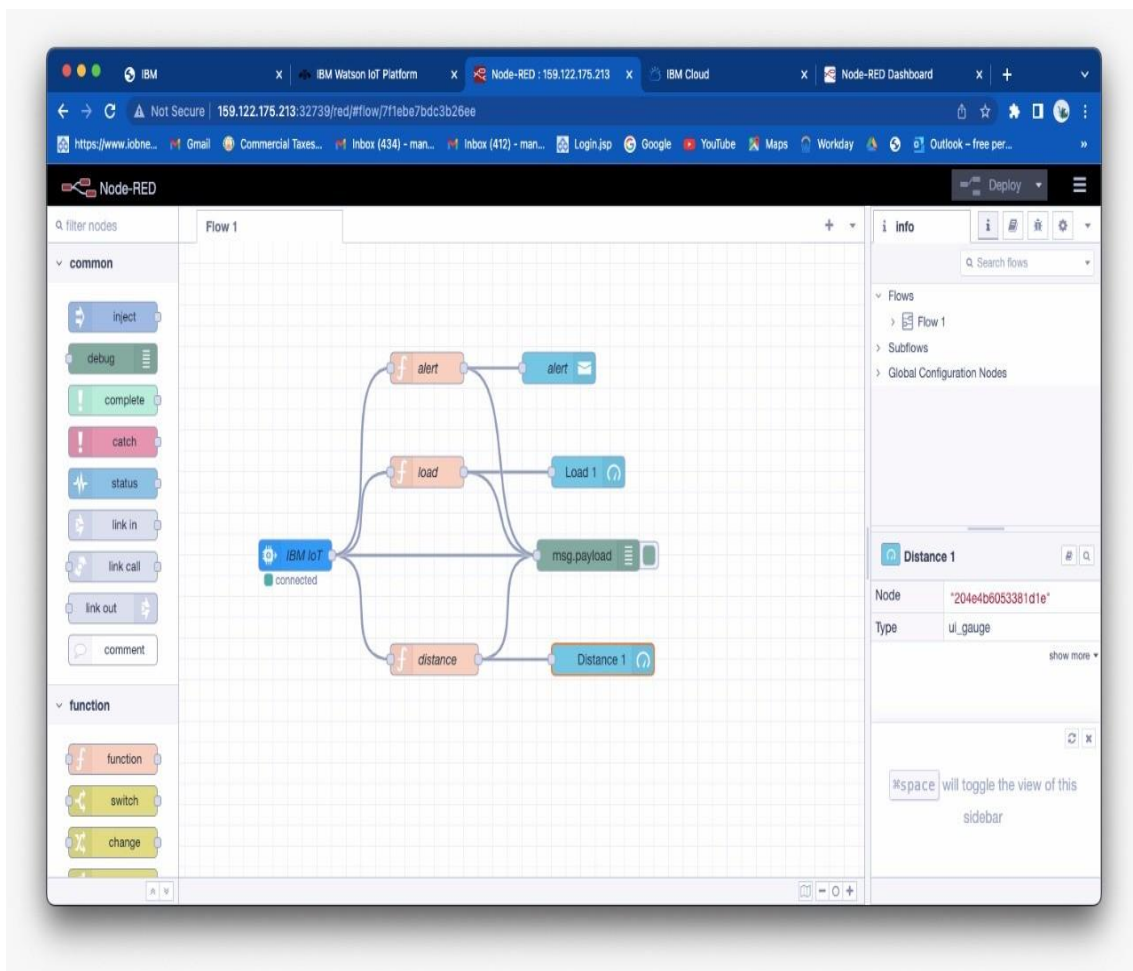 IBM
IBM Watson IoT Platform
Node-RED : 159.122.175.213
IBM Cloud
Node-RED Dashboard
Not Secure | 159.122.175.213:32739/red/#flow/7f1ebe7bdc3b26ee
https://www.iobne... Gmail Commercial Taxes... Inbox (434) – man... Inbox (412) – man... Login.jsp Google YouTube Maps Workday Outlook – free per... »
Node-RED Deploy
filter nodes
Flow 1
info
common
Search flows
inject
debug
complete
catch
status
link in
link call
link out
comment
function
function
switch
change
alert alert
load Load 1
IBM IoT msg.payload
connected
distance Distance 1
Flows
Flow 1
Subflows
Global Configuration Nodes
Distance 1
Node "204e4b6053381d1e"
Type ui_gauge
show more
⌘space will toggle the view of this
sidebar